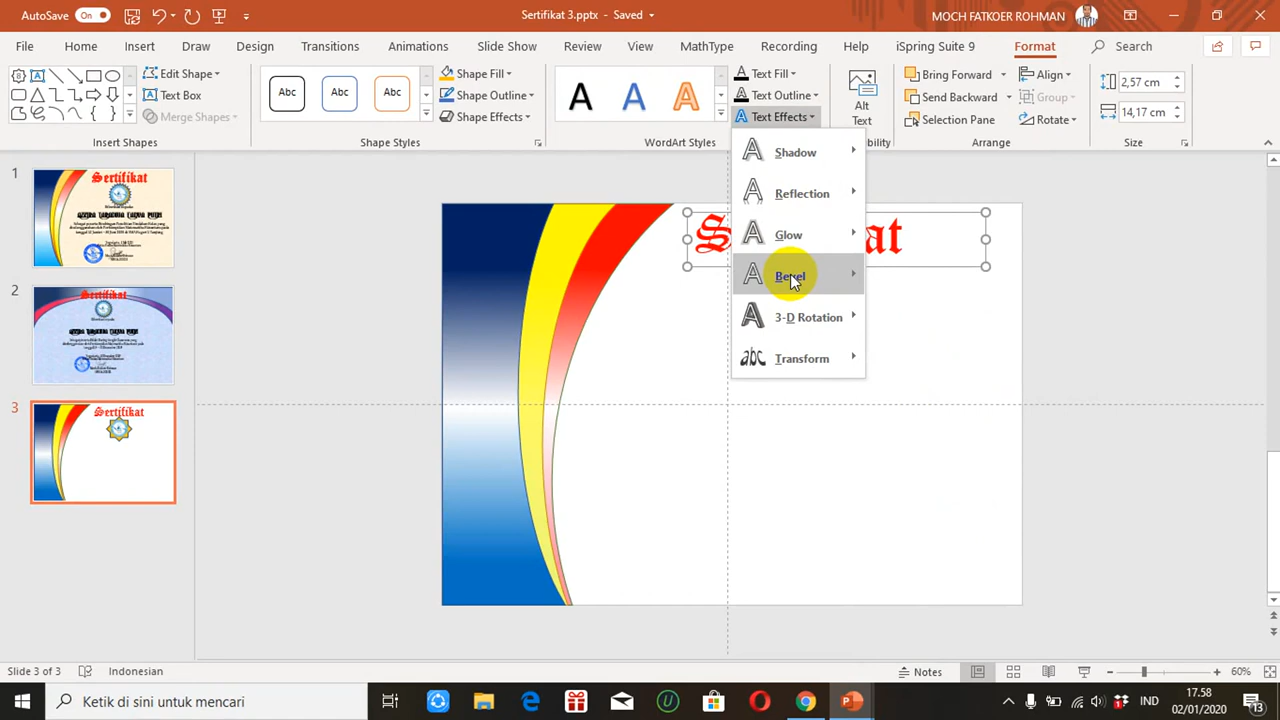 AutoSave On
Sertifikat 3.pptx - Saved
MOCH FATKOER ROHMAN
File Home Insert Draw Design Transitions Animations Slide Show Review View MathType Recording Help iSpring Suite 9 Format Search
Edit Shape
Text Box
Merge Shapes
Insert Shapes
Abc Abc Abc
Shape Fill
Shape Outline
Shape Effects
Shape Styles
A A A
Text Fill
Text Outline
Text Effects
WordArt Styles
Alt
Text
Bring Forward
Send Backward
Selection Pane
Align
Group
Rotate
Arrange
2,57 cm
14,17 cm
Size
Shadow
Reflection
Glow
Bevel
3-D Rotation
Transform
1
Sertifikat
2
Sertifikat
3
Sertifikat
Slide 3 of 3
Indonesian
Notes
60%
Ketik di sini untuk mencari
IND
17.58
02/01/2020
13